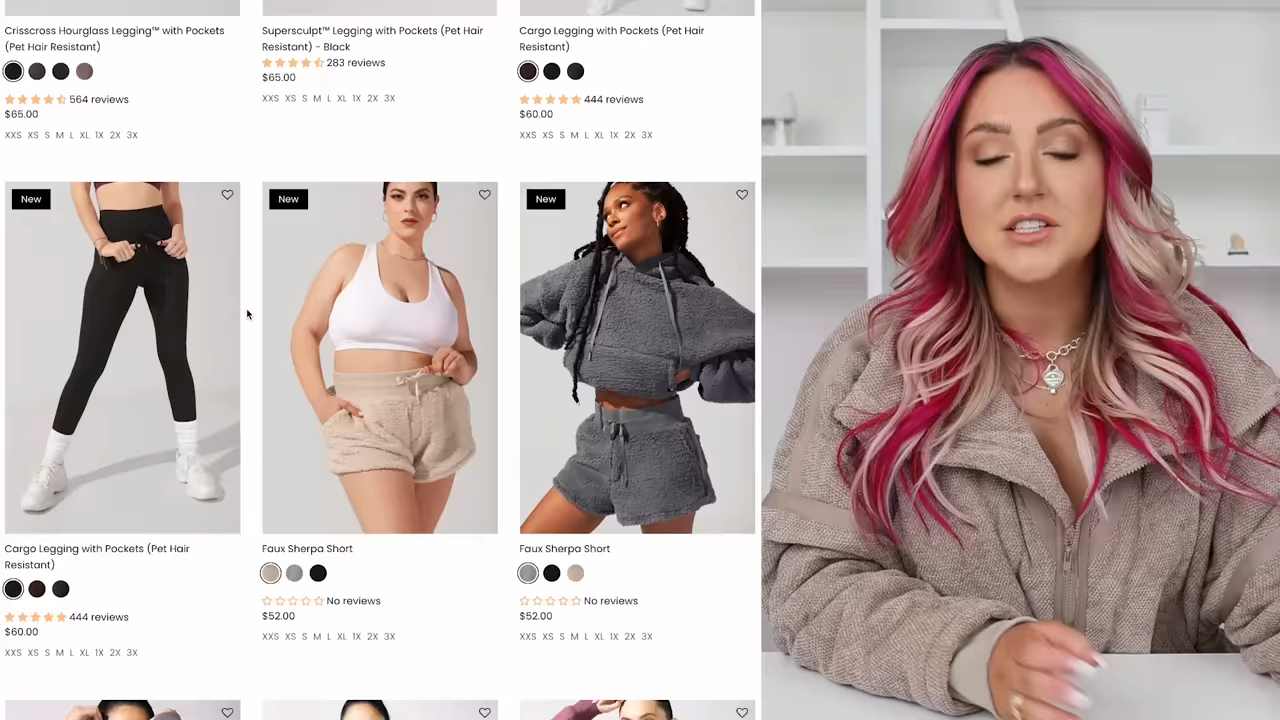 Crisscross Hourglass Legging™ with Pockets
(Pet Hair Resistant)
564 reviews
$65.00
XXS XS S M L XL 1X 2X 3X
Supersculpt™ Legging with Pockets (Pet Hair
Resistant) - Black
283 reviews
$65.00
XXS XS S M L XL 1X 2X 3X
Cargo Legging with Pockets (Pet Hair
Resistant)
444 reviews
$60.00
XXS XS S M L XL 1X 2X 3X
New
Cargo Legging with Pockets (Pet Hair
Resistant)
444 reviews
$60.00
XXS XS S M L XL 1X 2X 3X
New
Faux Sherpa Short
No reviews
$52.00
XXS XS S M L XL 1X 2X 3X
New
Faux Sherpa Short
No reviews
$52.00
XXS XS S M L XL 1X 2X 3X